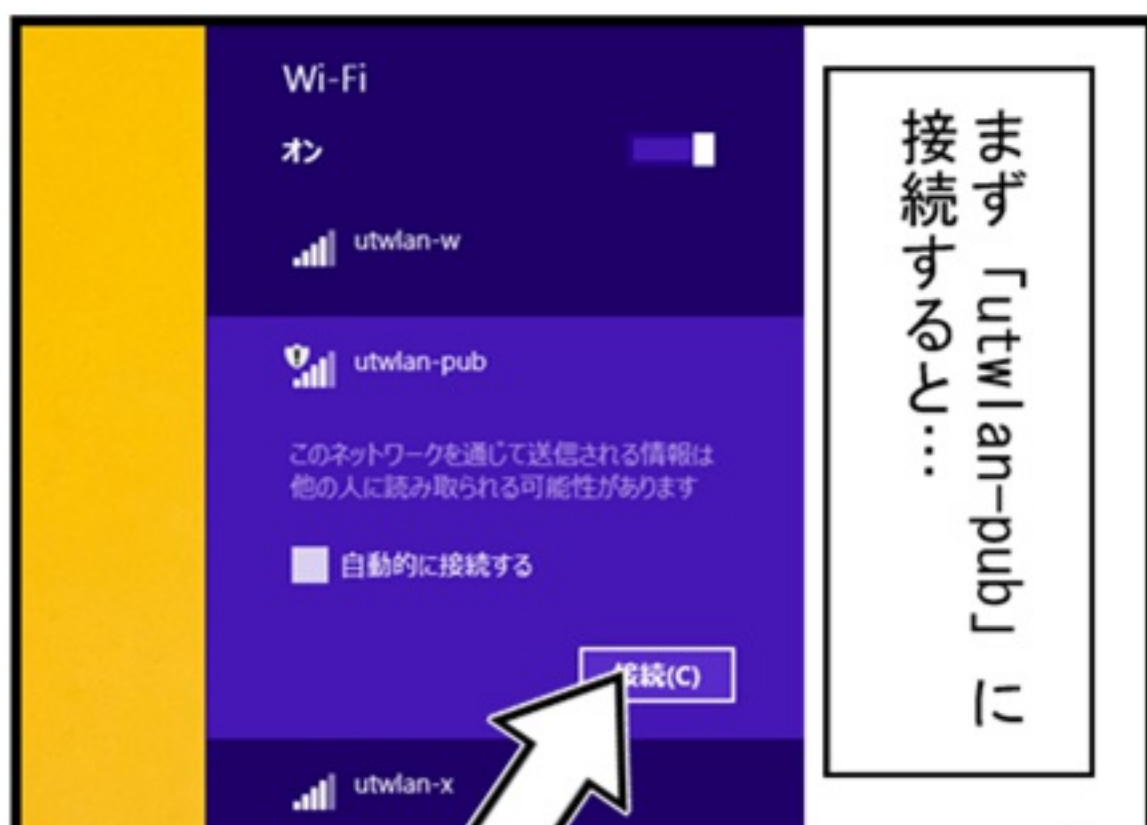 まず「utwlan-pub」に
接続すると…
Wi-Fi
オン
utwlan-w
utwlan-pub
このネットワークを通じて送信される情報は
他の人に読み取られる可能性があります
自動的に接続する
接続(C)
utwlan-x